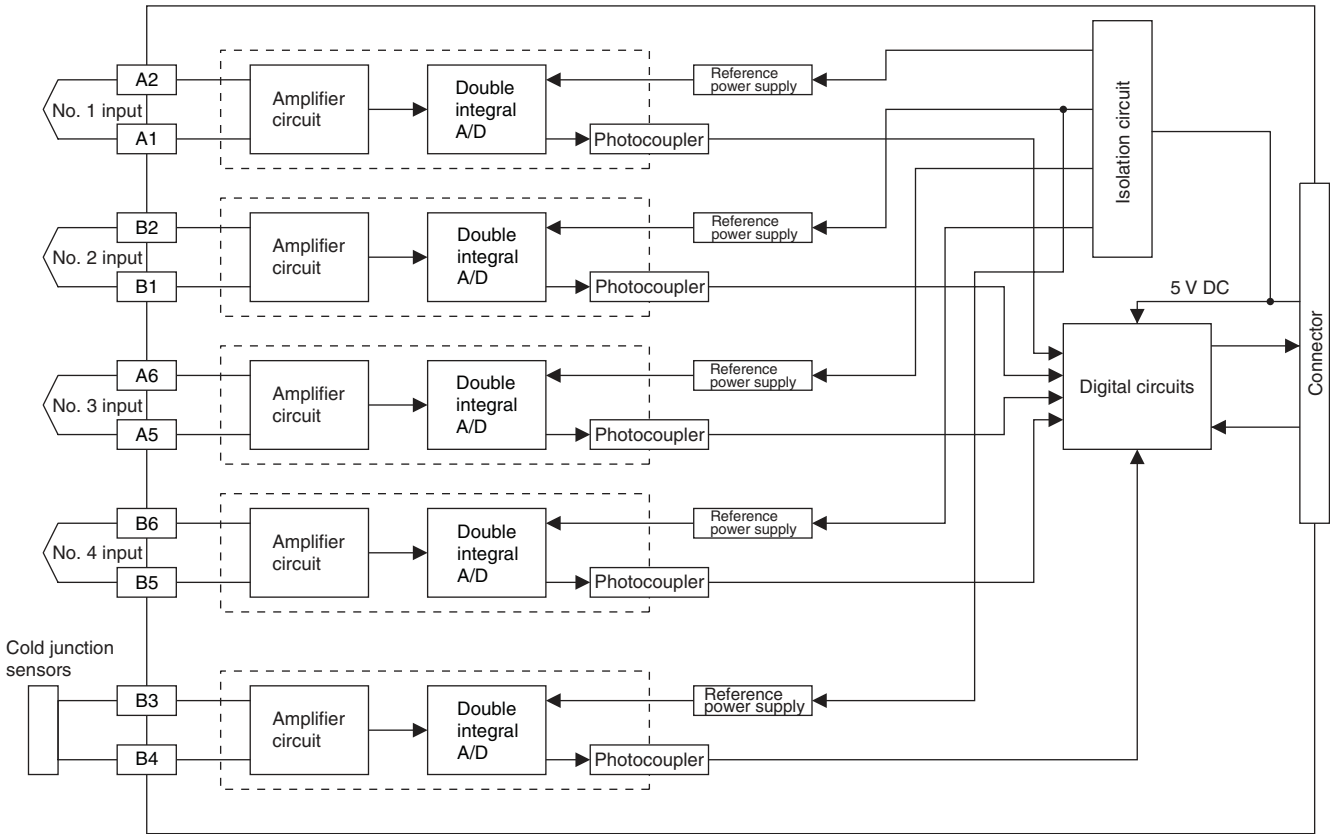 A2
No. 1 input
A1
Amplifier
circuit
Double
integral
A/D
Reference
power supply
Photocoupler
B2
No. 2 input
B1
Amplifier
circuit
Double
integral
A/D
Reference
power supply
Photocoupler
A6
No. 3 input
A5
Amplifier
circuit
Double
integral
A/D
Reference
power supply
Photocoupler
B6
No. 4 input
B5
Amplifier
circuit
Double
integral
A/D
Reference
power supply
Photocoupler
Cold junction
sensors
B3
B4
Amplifier
circuit
Double
integral
A/D
Reference
power supply
Photocoupler
Isolation circuit
5 V DC
Digital circuits
Connector